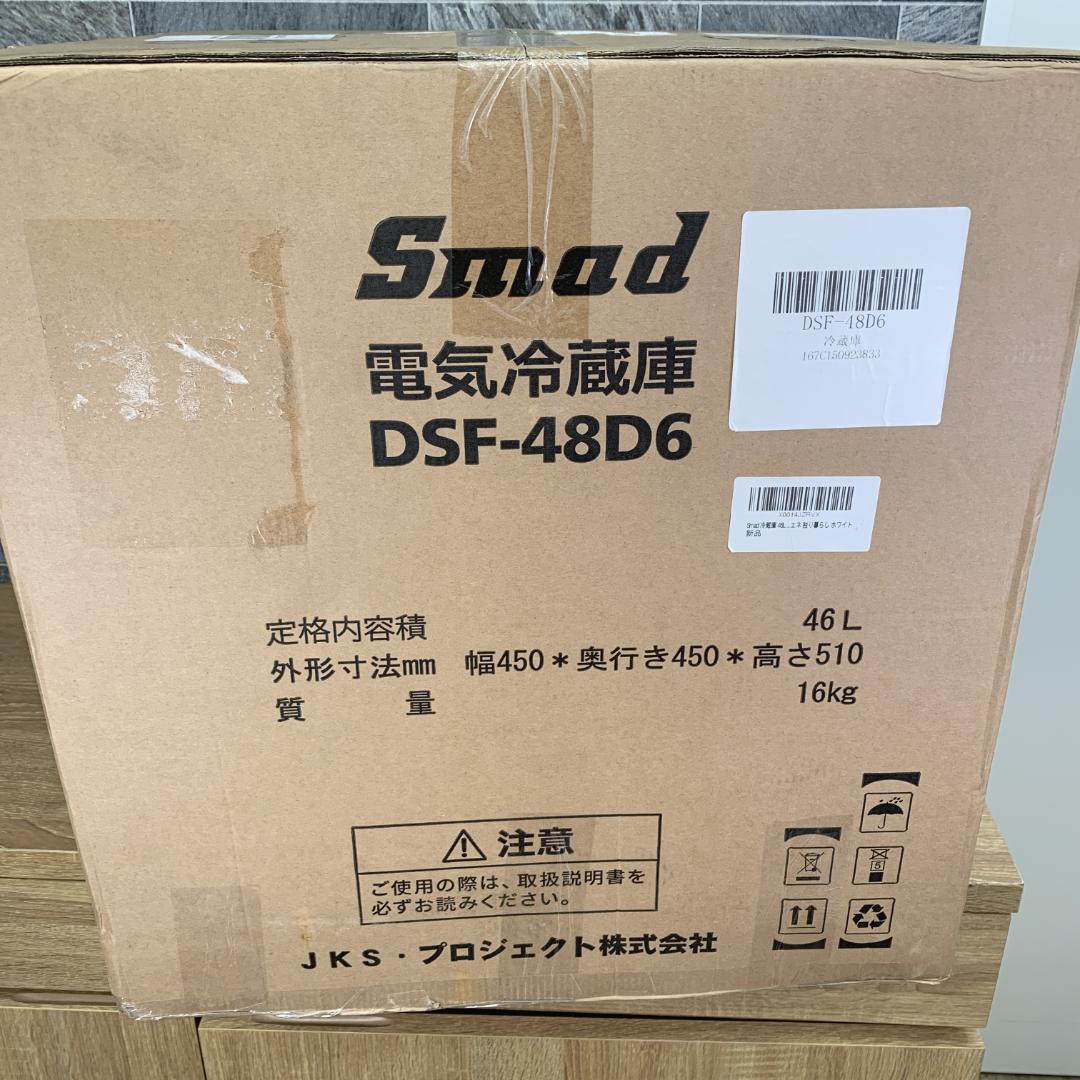 Smad
電気冷蔵庫
DSF-48D6
DSF-48D6
冷蔵庫
167C150923833
新品
定格内容積 46L
外形寸法mm 幅450*奥行き450*高さ510
質量 16kg
注意
ご使用の際は、取扱説明書を
必ずお読みください。
5
JKS・プロジェクト株式会社